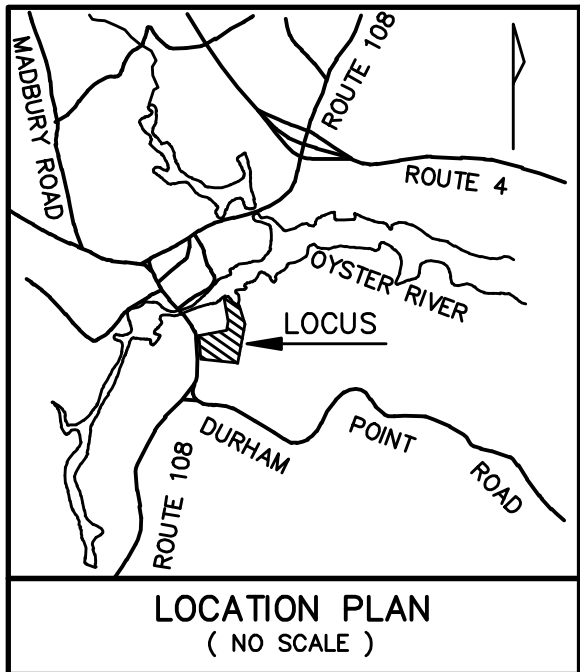 MADBURY ROAD
ROUTE 108
ROUTE 4
OYSTER RIVER
LOCUS
DURHAM POINT ROAD
ROUTE 108
LOCATION PLAN
( NO SCALE )